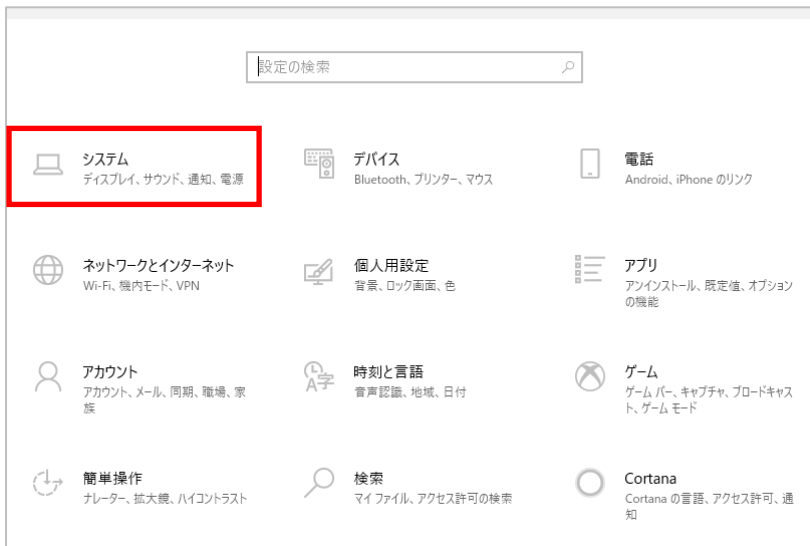 設定の検索
システム
ディスプレイ、サウンド、通知、電源
デバイス
Bluetooth、プリンター、マウス
電話
Android、iPhone のリンク
ネットワークとインターネット
Wi-Fi、機内モード、VPN
個人用設定
背景、ロック画面、色
アプリ
アンインストール、既定値、オプション
の機能
アカウント
アカウント、メール、同期、職場、家
族
時刻と言語
音声認識、地域、日付
ゲーム
ゲーム バー、キャプチャ、ブロードキャス
ト、ゲーム モード
簡単操作
ナレーター、拡大鏡、ハイコントラスト
検索
マイ ファイル、アクセス許可の検索
Cortana
Cortana の言語、アクセス許可、通
知